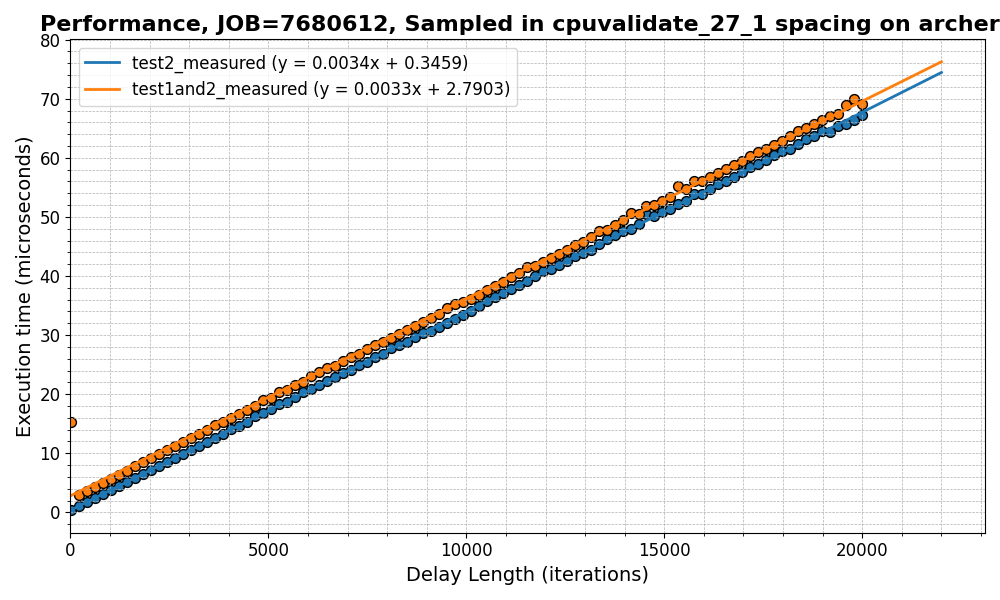 Performance, JOB=7680612, Sampled in cpuvalidate_27_1 spacing on archer
80
70
60
50
40
30
20
10
0
Execution time (microseconds)
test2_measured (y = 0.0034x + 0.3459)
test1and2_measured (y = 0.0033x + 2.7903)
0
5000
10000
15000
20000
Delay Length (iterations)